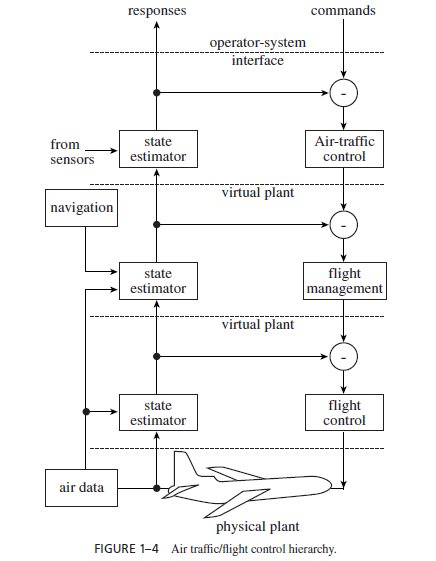 responses
commands
operator-system
interface
-
from
sensors
state
estimator
Air-traffic
control
virtual plant
navigation
-
state
estimator
flight
management
virtual plant
-
state
estimator
flight
control
air data
physical plant
FIGURE 1–4 Air traffic/flight control hierarchy.